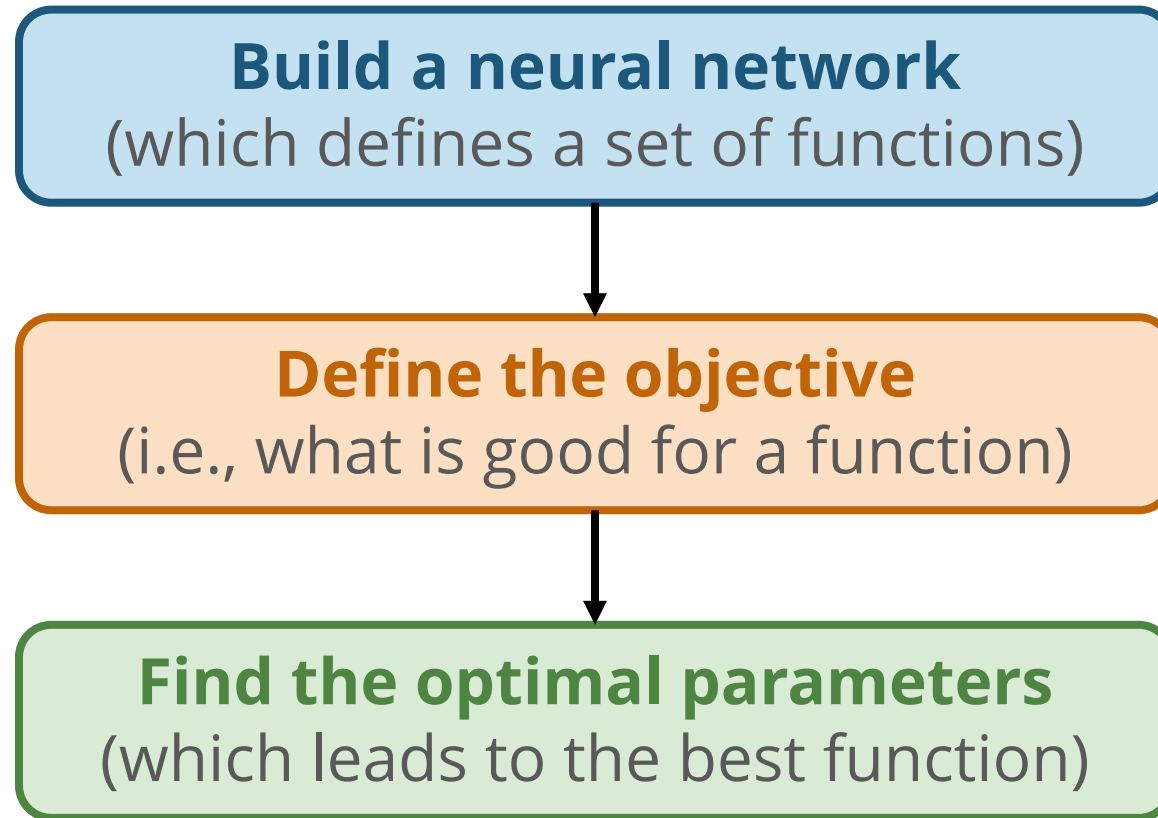 Build a neural network
(which defines a set of functions)
Define the objective
(i.e., what is good for a function)
Find the optimal parameters
(which leads to the best function)